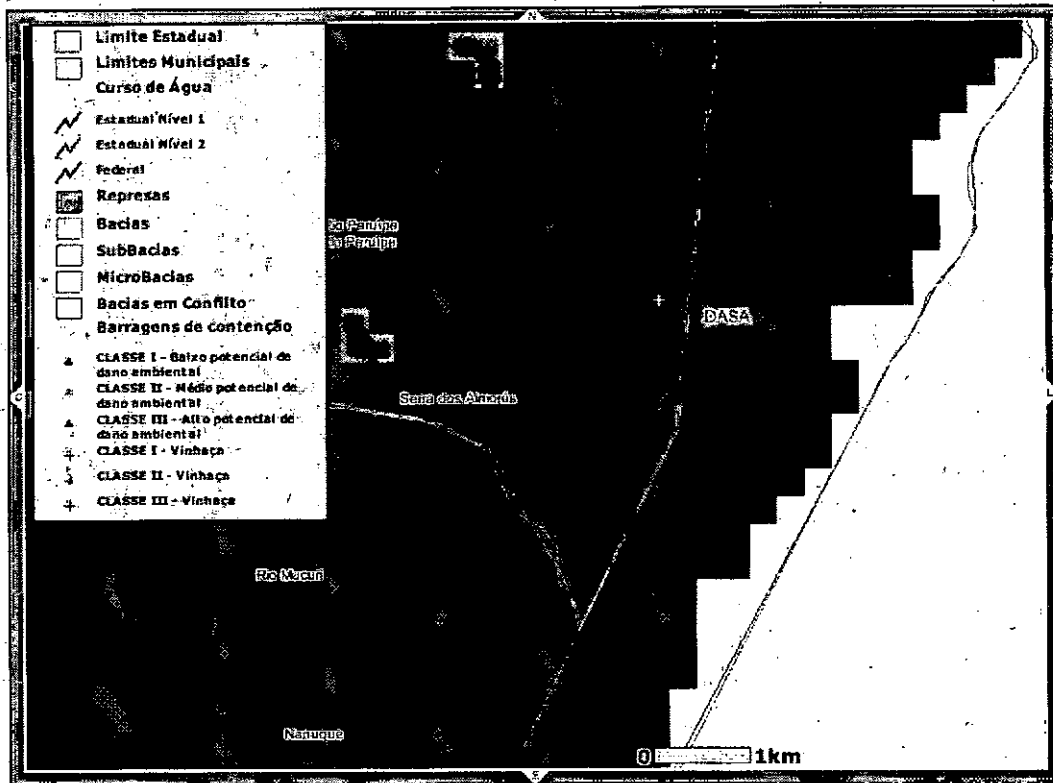 N
Limite Estadual
Limites Municipais
Curso de Água
Estadual Nível 1
Estadual Nível 2
Federal
Represas
Bacias
SubBacias
MicroBacias
Bacias em Conflito
Barragens de contenção
CLASSE I - Baixo potencial de
dano ambiental
CLASSE II - Médio potencial de
dano ambiental
CLASSE III - Alto potencial de
dano ambiental
CLASSE I - Vinhaça
CLASSE II - Vinhaça
CLASSE III - Vinhaça
DASA
Serra dos Aimorés
Rio Mucuri
Nanuque
0 1km
S